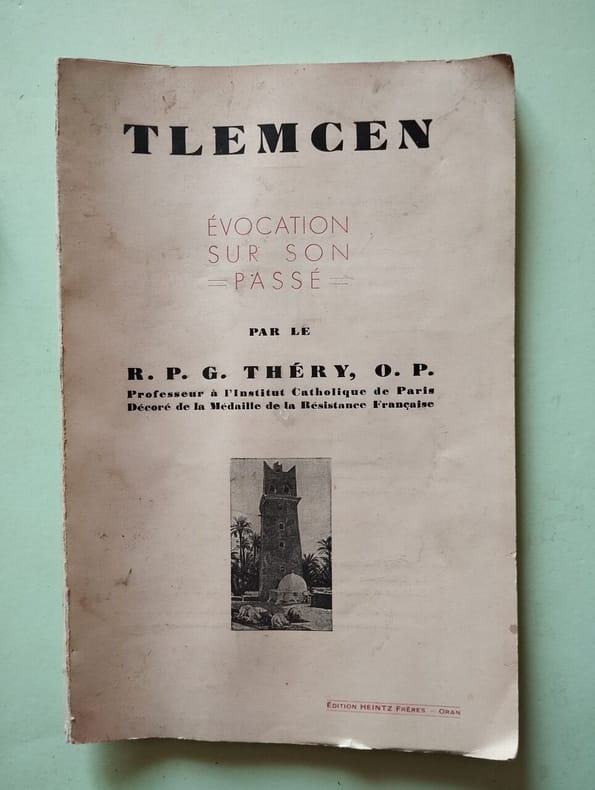 TLEMCEN
ÉVOCATION
SUR SON
PASSÉ
PAR LE
R. P. G. THÉRY, O. P.
Professeur à l'Institut Catholique de Paris
Décoré de la Médaille de la Résistance Française
ÉDITION HEINTZ FRÈRES - ORAN